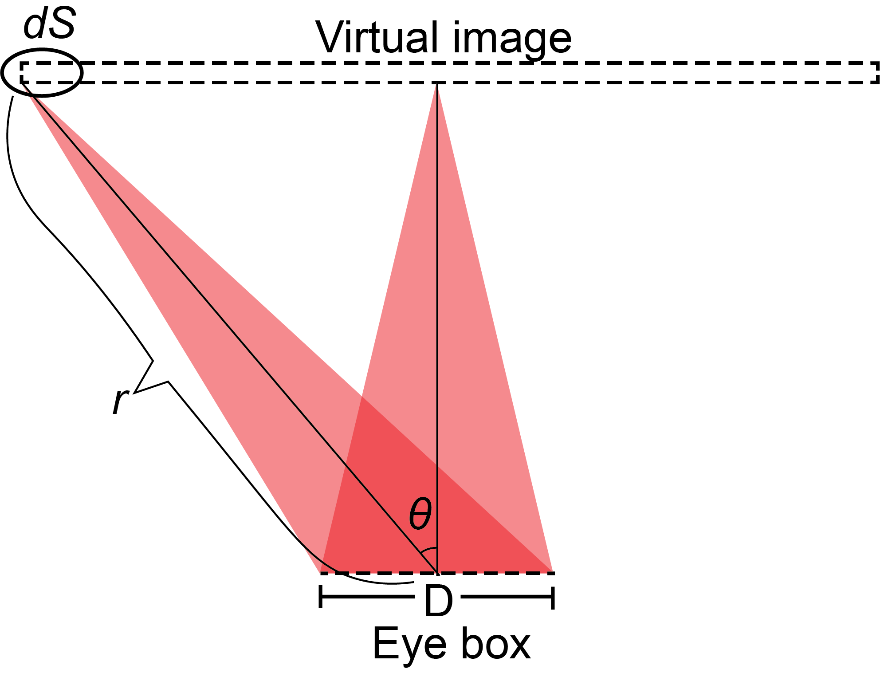 dS
Virtual image
r
θ
D
Eye box